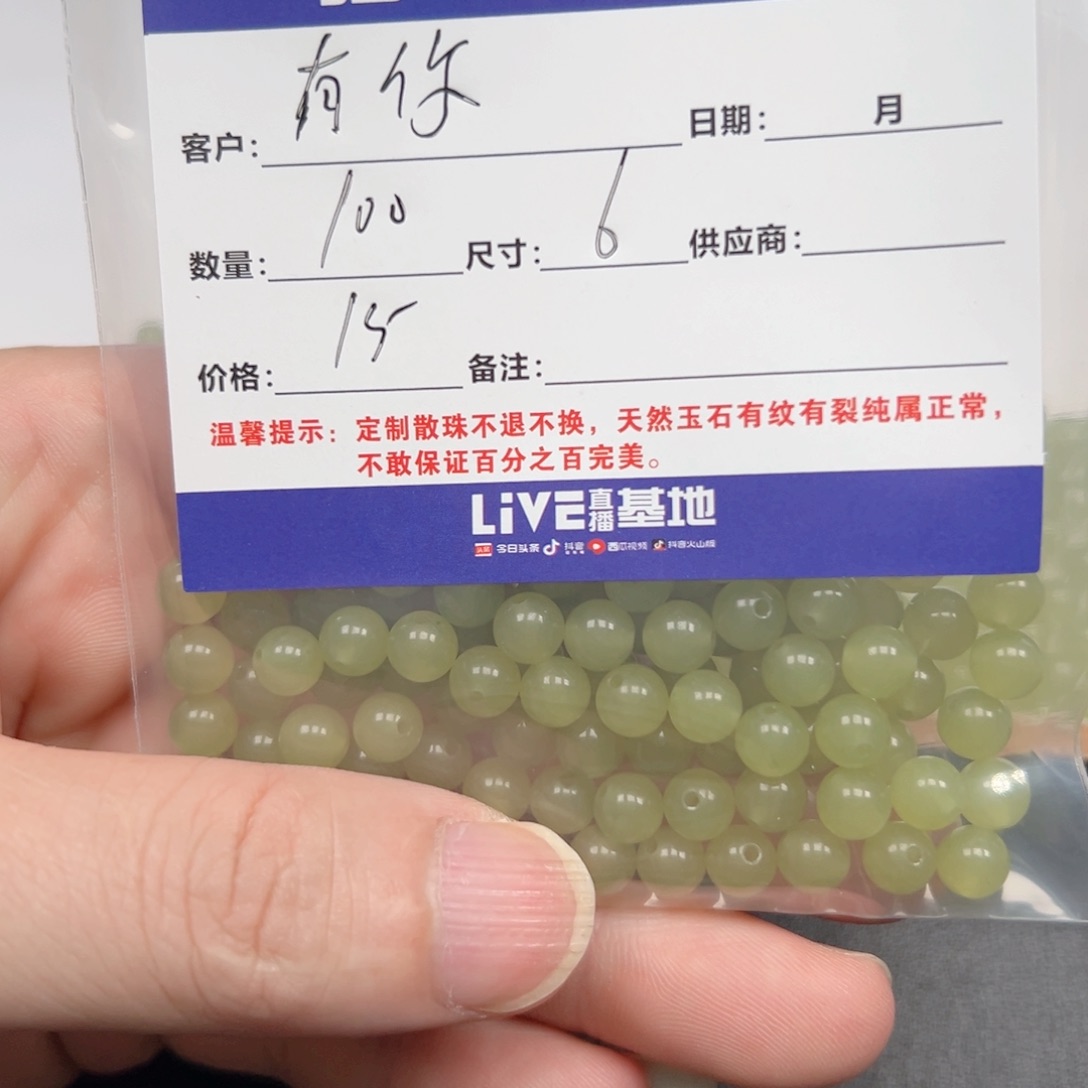 客户: 有你 日期: 月
数量: 100 尺寸: 6 供应商:
价格: 15 备注:
温馨提示: 定制散珠不退不换，天然玉石有纹有裂纯属正常，
不敢保证百分之百完美。
LiVE直播基地
头条 今日头条 抖音 西瓜视频 抖音火山版